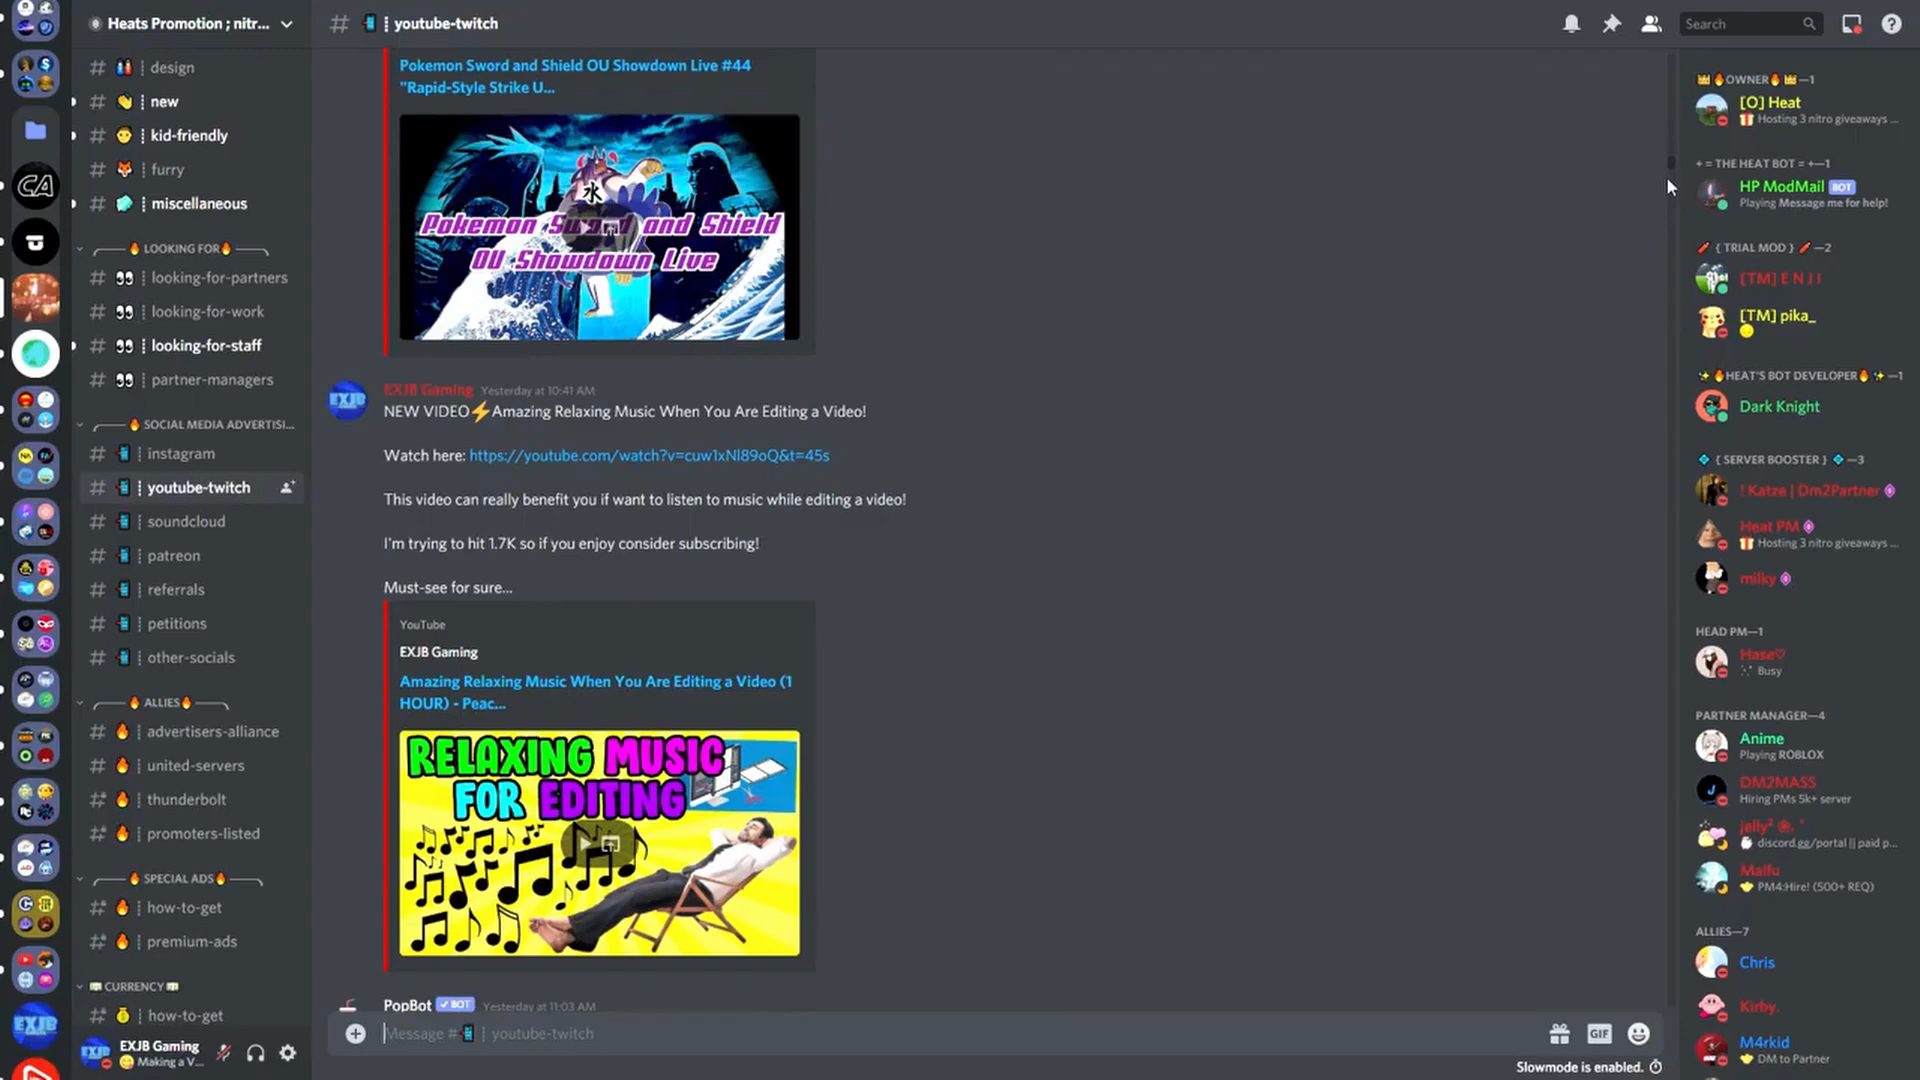 Heats Promotion ; nitr...
design
new
kid-friendly
furry
miscellaneous
LOOKING FOR
looking-for-partners
looking-for-work
looking-for-staff
partner-managers
SOCIAL MEDIA ADVERTISI...
instagram
youtube-twitch
soundcloud
patreon
referrals
petitions
other-socials
ALLIES
advertisers-alliance
united-servers
thunderbolt
promoters-listed
SPECIAL ADS
how-to-get
premium-ads
CURRENCY
how-to-get
EXJB Gaming
Making a V...
youtube-twitch
Search
Pokemon Sword and Shield OU Showdown Live #44
"Rapid-Style Strike U...
水
Pokemon Sword and Shield
OU Showdown Live
EXJB Gaming Yesterday at 10:41 AM
NEW VIDEO⚡Amazing Relaxing Music When You Are Editing a Video!
Watch here: https://youtube.com/watch?v=cuw1xNl89oQ&t=45s
This video can really benefit you if want to listen to music while editing a video!
I'm trying to hit 1.7K so if you enjoy consider subscribing!
Must-see for sure...
YouTube
EXJB Gaming
Amazing Relaxing Music When You Are Editing a Video (1
HOUR) - Peac...
RELAXING MUSIC
FOR EDITING
PopBot ✓ BOT Yesterday at 11:03 AM
Message # youtube-twitch
GIF
Slowmode is enabled.
OWNER—1
[O] Heat
Hosting 3 nitro giveaways ...
+ = THE HEAT BOT = +—1
HP ModMail BOT
Playing Message me for help!
{ TRIAL MOD }—2
[TM] E N J I
[TM] pika_
HEAT'S BOT DEVELOPER—1
Dark Knight
{ SERVER BOOSTER }—3
! Katze | Dm2Partner
Heat PM
Hosting 3 nitro giveaways ...
milky
HEAD PM—1
Hase♡
Busy
PARTNER MANAGER—4
Anime
Playing ROBLOX
DM2MASS
Hiring PMs 5k+ server
jelly²
discord.gg/portal || paid p...
Malfu
PM4:Hire! (500+ REQ)
ALLIES—7
Chris
Kirby.
M4rkid
DM to Partner